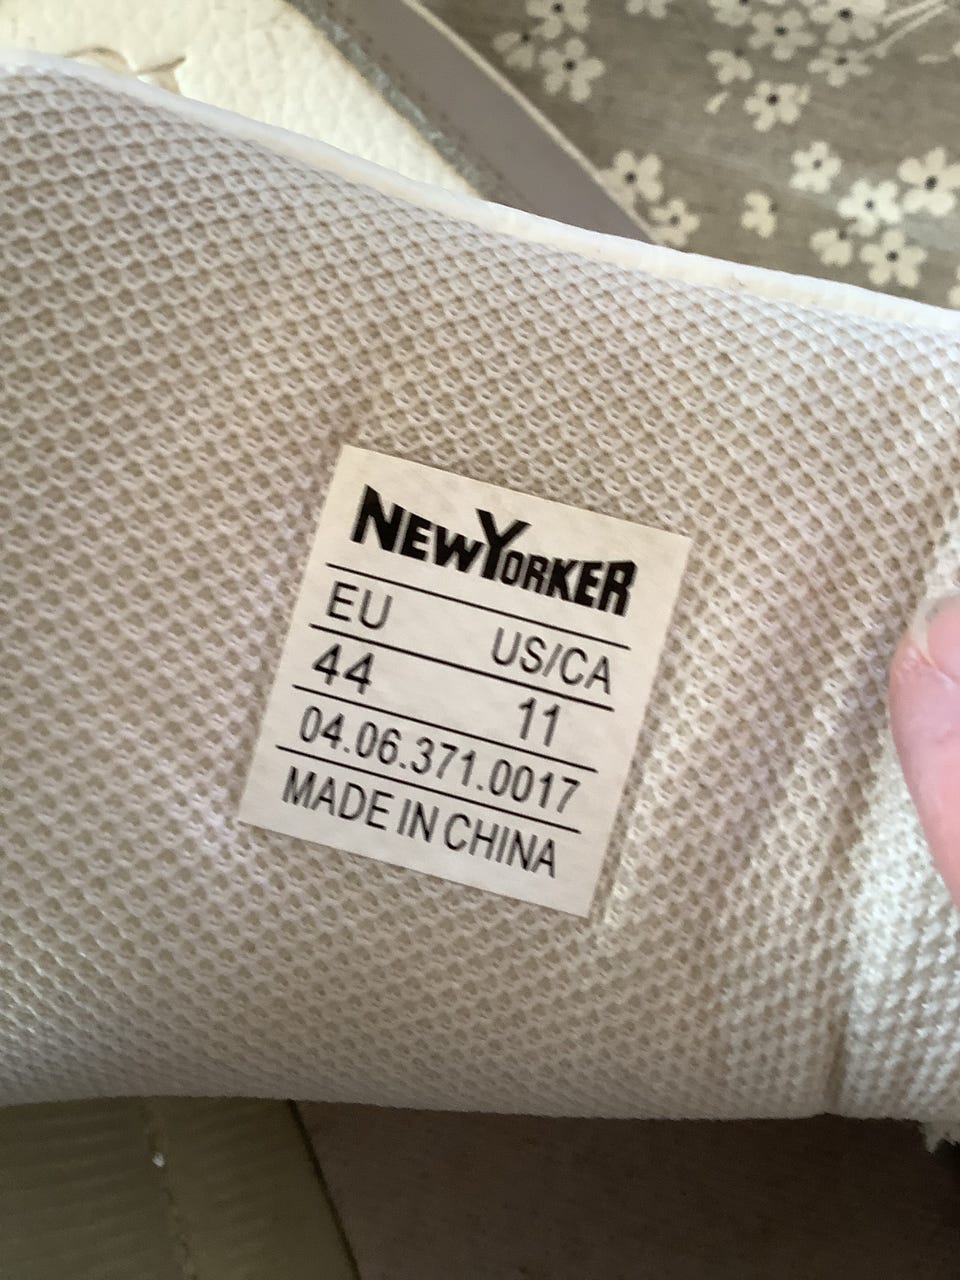 NEWYORKER
EU US/CA
44 11
04.06.371.0017
MADE IN CHINA